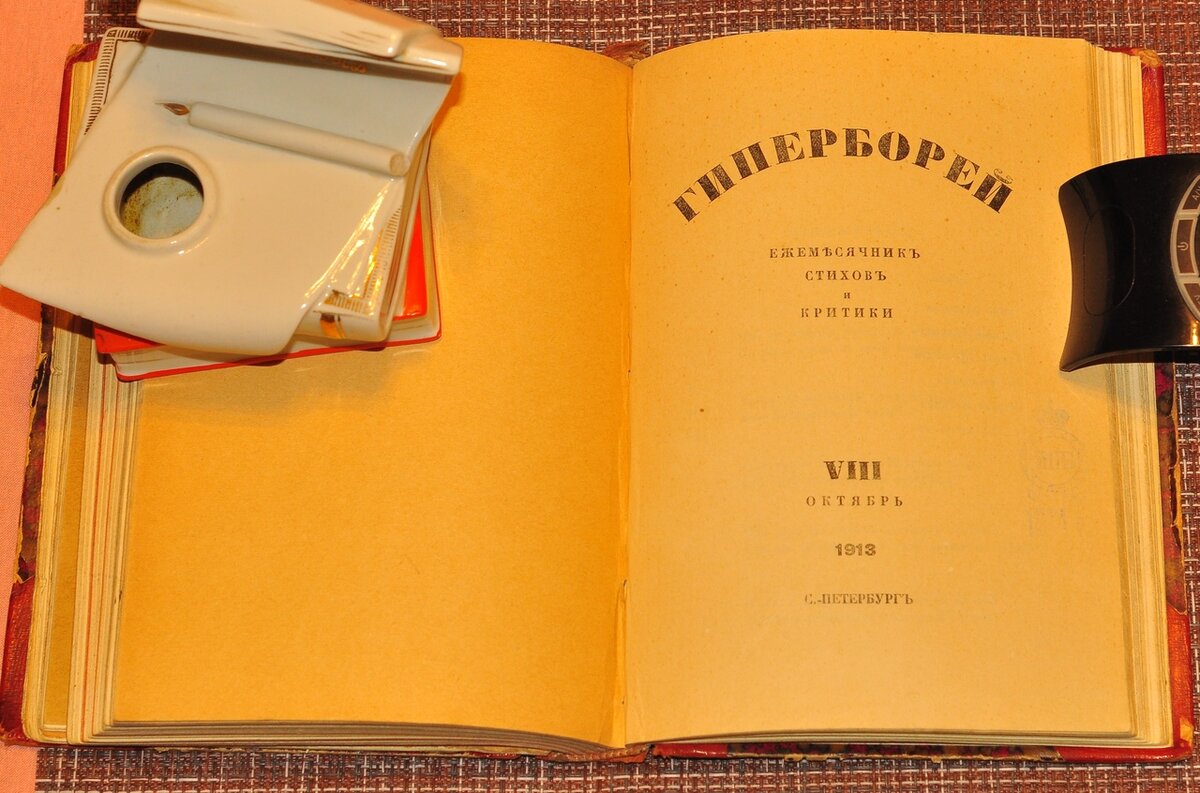 ГИПЕРБОРЕЙ
ЕЖЕМѢСЯЧНИКЪ
СТИХОВЪ
И
КРИТИКИ
VIII
ОКТЯБРЬ
1913
С.-ПЕТЕРБУРГЪ